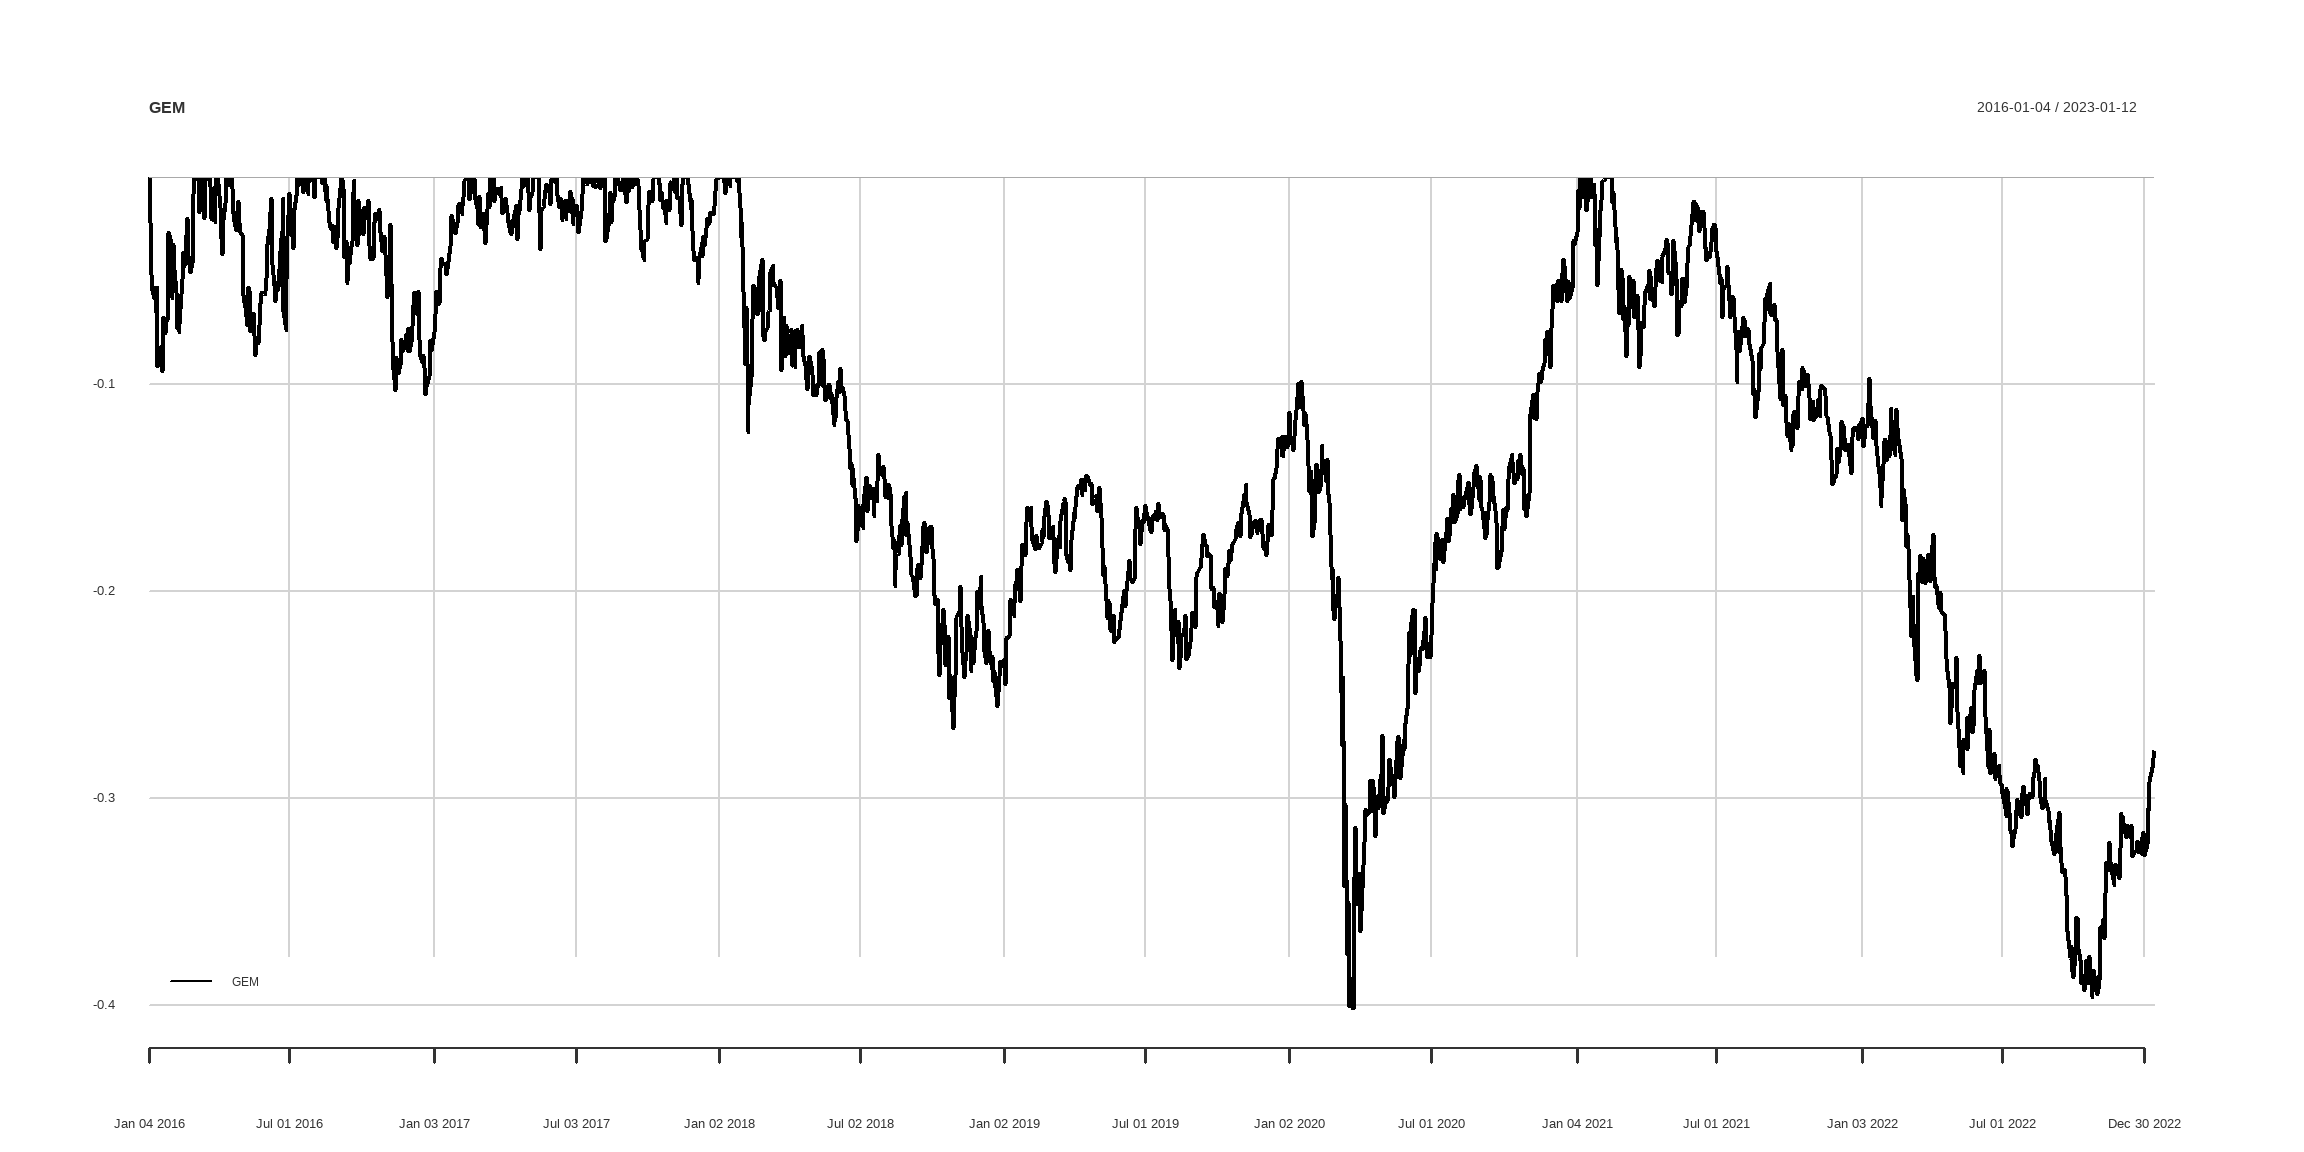 GEM
2016-01-04 / 2023-01-12
-0.1
-0.2
-0.3
-0.4
GEM
Jan 04 2016
Jul 01 2016
Jan 03 2017
Jul 03 2017
Jan 02 2018
Jul 02 2018
Jan 02 2019
Jul 01 2019
Jan 02 2020
Jul 01 2020
Jan 04 2021
Jul 01 2021
Jan 03 2022
Jul 01 2022
Dec 30 2022